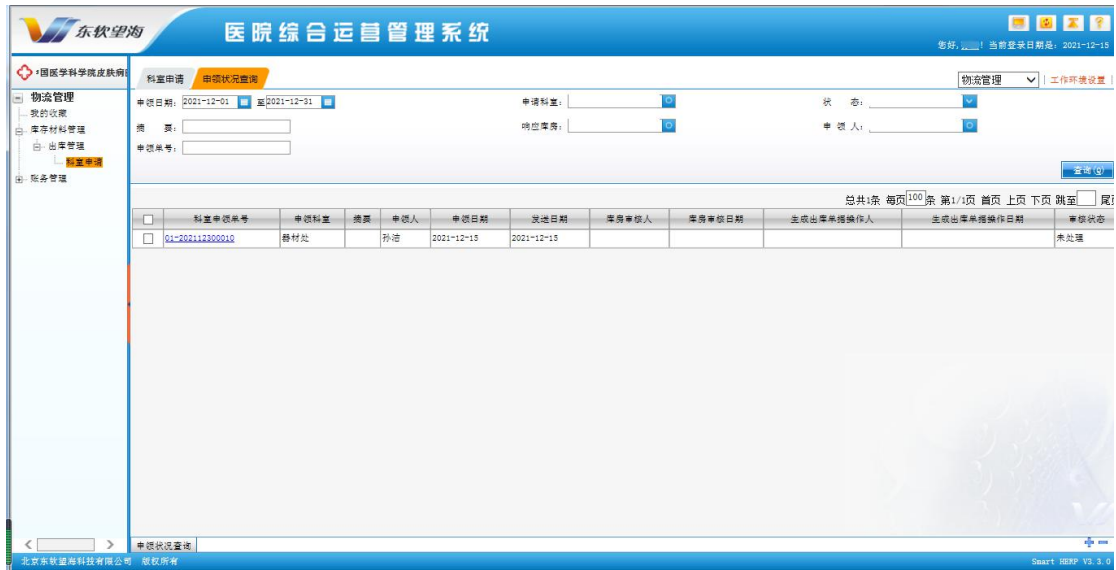 东软望海
医院综合运营管理系统
您好, ! 当前登录日期是: 2021-12-15
国医学科学院皮肤病
科室申请 申领状况查询
物流管理
工作环境设置
物流管理
我的收藏
库存材料管理
出库管理
科室申请
账务管理
申领日期: 2021-12-01 至2021-12-31
申请科室:
状 态:
摘 要:
响应库房:
申 领 人:
申领单号:
查询(Q)
总共1条 每页100条 第1/1页 首页 上页 下页 跳至 尾页
科室申领单号 申领科室 摘要 申领人 申领日期 发送日期 库房审核人 库房审核日期 生成出库单据操作人 生成出库单据操作日期 审核状态
01-202112300010 器材处 孙洁 2021-12-15 2021-12-15 未处理
申领状况查询
北京东软望海科技有限公司 版权所有
Smart HERP V3.3.0